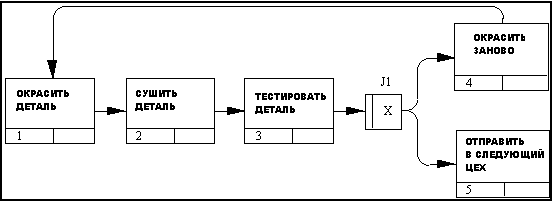 ОКРАСИТЬ
ДЕТАЛЬ
1
СУШИТЬ
ДЕТАЛЬ
2
ТЕСТИРОВАТЬ
ДЕТАЛЬ
3
J1
X
ОКРАСИТЬ
ЗАНОВО
4
ОТПРАВИТЬ
В СЛЕДУЮЩИЙ
ЦЕХ
5